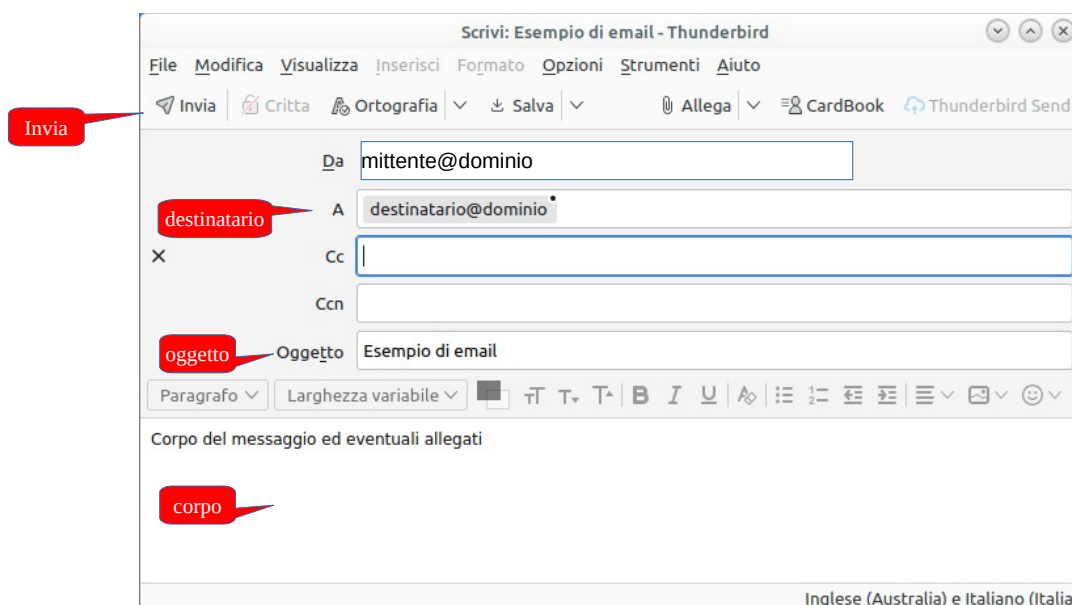 Scrivi: Esempio di email - Thunderbird
File Modifica Visualizza Inserisci Formato Opzioni Strumenti Aiuto
Invia Critta Ortografia Salva Allega CardBook Thunderbird Send
Invia
Da mittente@dominio
destinatario A destinatario@dominio
Cc
Ccn
oggetto Oggetto Esempio di email
Paragrafo Larghezza variabile
Corpo del messaggio ed eventuali allegati
corpo
Inglese (Australia) e Italiano (Italia